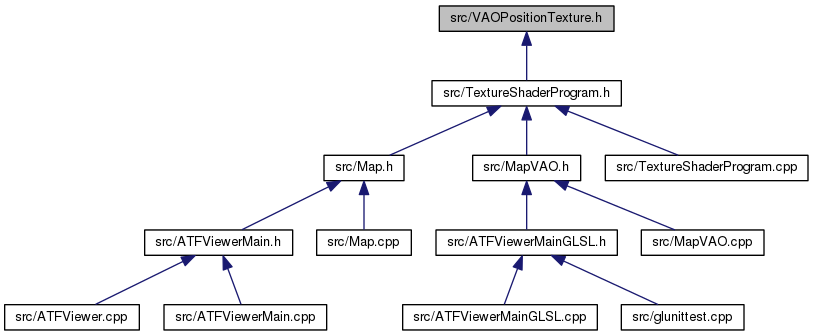 src/VAOPositionTexture.h
src/TextureShaderProgram.h
src/Map.h
src/MapVAO.h
src/TextureShaderProgram.cpp
src/ATFViewerMain.h
src/Map.cpp
src/ATFViewerMainGLSL.h
src/MapVAO.cpp
src/ATFViewer.cpp
src/ATFViewerMain.cpp
src/ATFViewerMainGLSL.cpp
src/glunittest.cpp